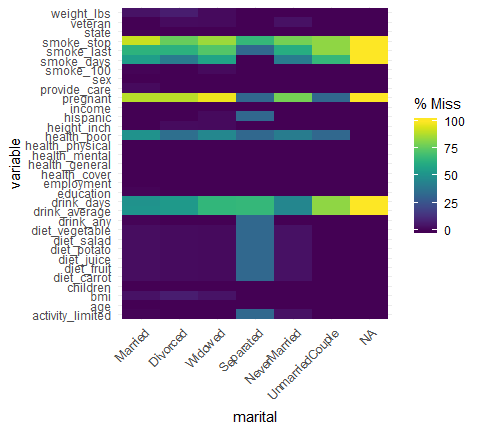 weight_lbs
veteran
state
smoke_stop
smoke_last
smoke_days
smoke_100
sex
provide_care
pregnant
income
hispanic
height_inch
health_poor
health_physical
health_mental
health_general
health_cover
employment
education
drink_days
drink_average
drink_any
diet_vegetable
diet_salad
diet_potato
diet_juice
diet_fruit
diet_carrot
children
bmi
age
activity_limited
variable
Married
Divorced
Widowed
Separated
NeverMarried
UnmarriedCouple
NA
marital
% Miss
100
75
50
25
0